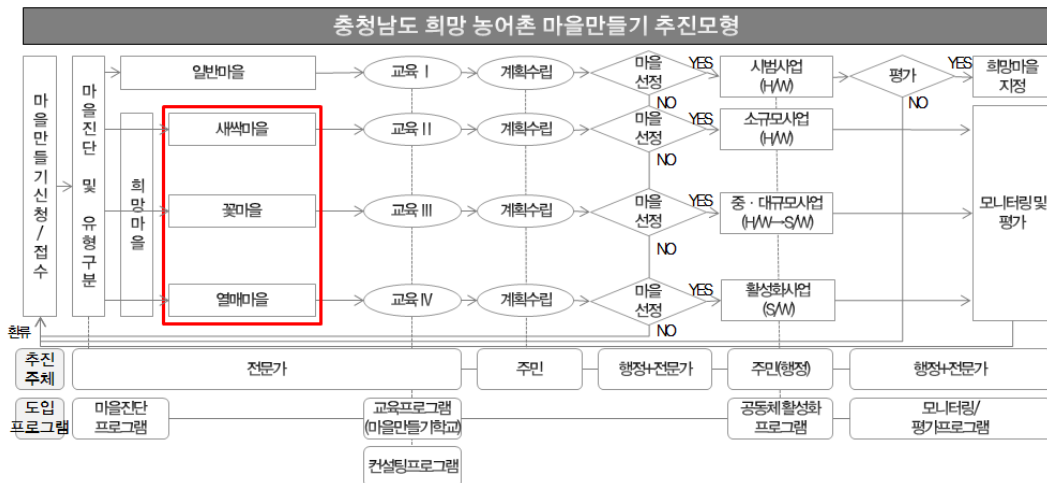 충청남도 희망 농어촌 마을만들기 추진모형
마을만들기신청/접수
마을진단 및 유형구분
희망마을
일반마을
교육 I
계획수립
마을
선정
YES
NO
시범사업
(H/W)
평가
YES
NO
희망마을
지정
새싹마을
교육 II
계획수립
마을
선정
YES
NO
소규모사업
(H/W)
꽃마을
교육 III
계획수립
마을
선정
YES
NO
중·대규모사업
(H/W→S/W)
모니터링 및
평가
열매마을
교육 IV
계획수립
마을
선정
YES
NO
활성화사업
(S/W)
환류
추진
주체
전문가
주민
행정+전문가
주민(행정)
행정+전문가
도입
프로그램
마을진단
프로그램
교육프로그램
(마을만들기학교)
공동체 활성화
프로그램
모니터링/
평가프로그램
컨설팅프로그램